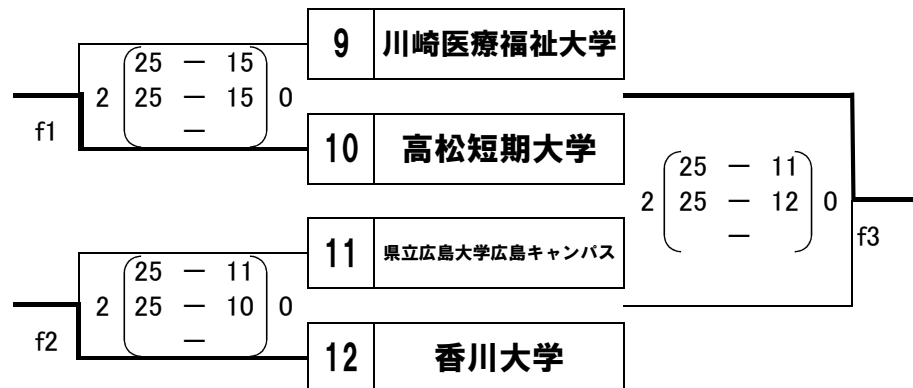 9 川崎医療福祉大学
25 − 15
2 25 − 15 0
−
f1
10 高松短期大学
25 − 11
2 25 − 12 0
−
f3
11 県立広島大学広島キャンパス
25 − 11
2 25 − 10 0
−
f2
12 香川大学